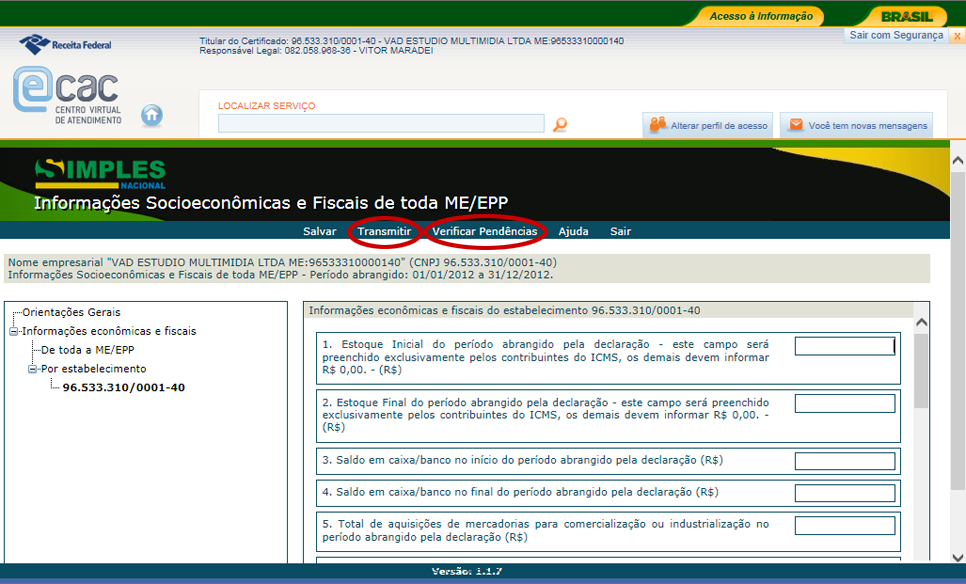 Acesso à Informação
BRASIL
Receita Federal
Titular do Certificado: 96.533.310/0001-40 - VAD ESTUDIO MULTIMIDIA LTDA ME:96533310000140
Sair com Segurança x
Responsável Legal: 082.058.968-36 - VITOR MARADEI
e cac
CENTRO VIRTUAL
DE ATENDIMENTO
LOCALIZAR SERVIÇO
Alterar perfil de acesso
Você tem novas mensagens
SIMPLES
NACIONAL
Informações Socioeconômicas e Fiscais de toda ME/EPP
Salvar Transmitir Verificar Pendências Ajuda Sair
Nome empresarial "VAD ESTUDIO MULTIMIDIA LTDA ME:96533310000140" (CNPJ 96.533.310/0001-40)
Informações Socioeconômicas e Fiscais de toda ME/EPP - Período abrangido: 01/01/2012 a 31/12/2012.
Orientações Gerais
Informações econômicas e fiscais
De toda a ME/EPP
Por estabelecimento
96.533.310/0001-40
Informações econômicas e fiscais do estabelecimento 96.533.310/0001-40
1. Estoque Inicial do período abrangido pela declaração - este campo será
preenchido exclusivamente pelos contribuintes do ICMS, os demais devem informar
R$ 0,00. - (R$)
2. Estoque Final do período abrangido pela declaração - este campo será preenchido
exclusivamente pelos contribuintes do ICMS, os demais devem informar R$ 0,00. -
(R$)
3. Saldo em caixa/banco no início do período abrangido pela declaração (R$)
4. Saldo em caixa/banco no final do período abrangido pela declaração (R$)
5. Total de aquisições de mercadorias para comercialização ou industrialização no
período abrangido pela declaração (R$)
Versão: 1.1.7